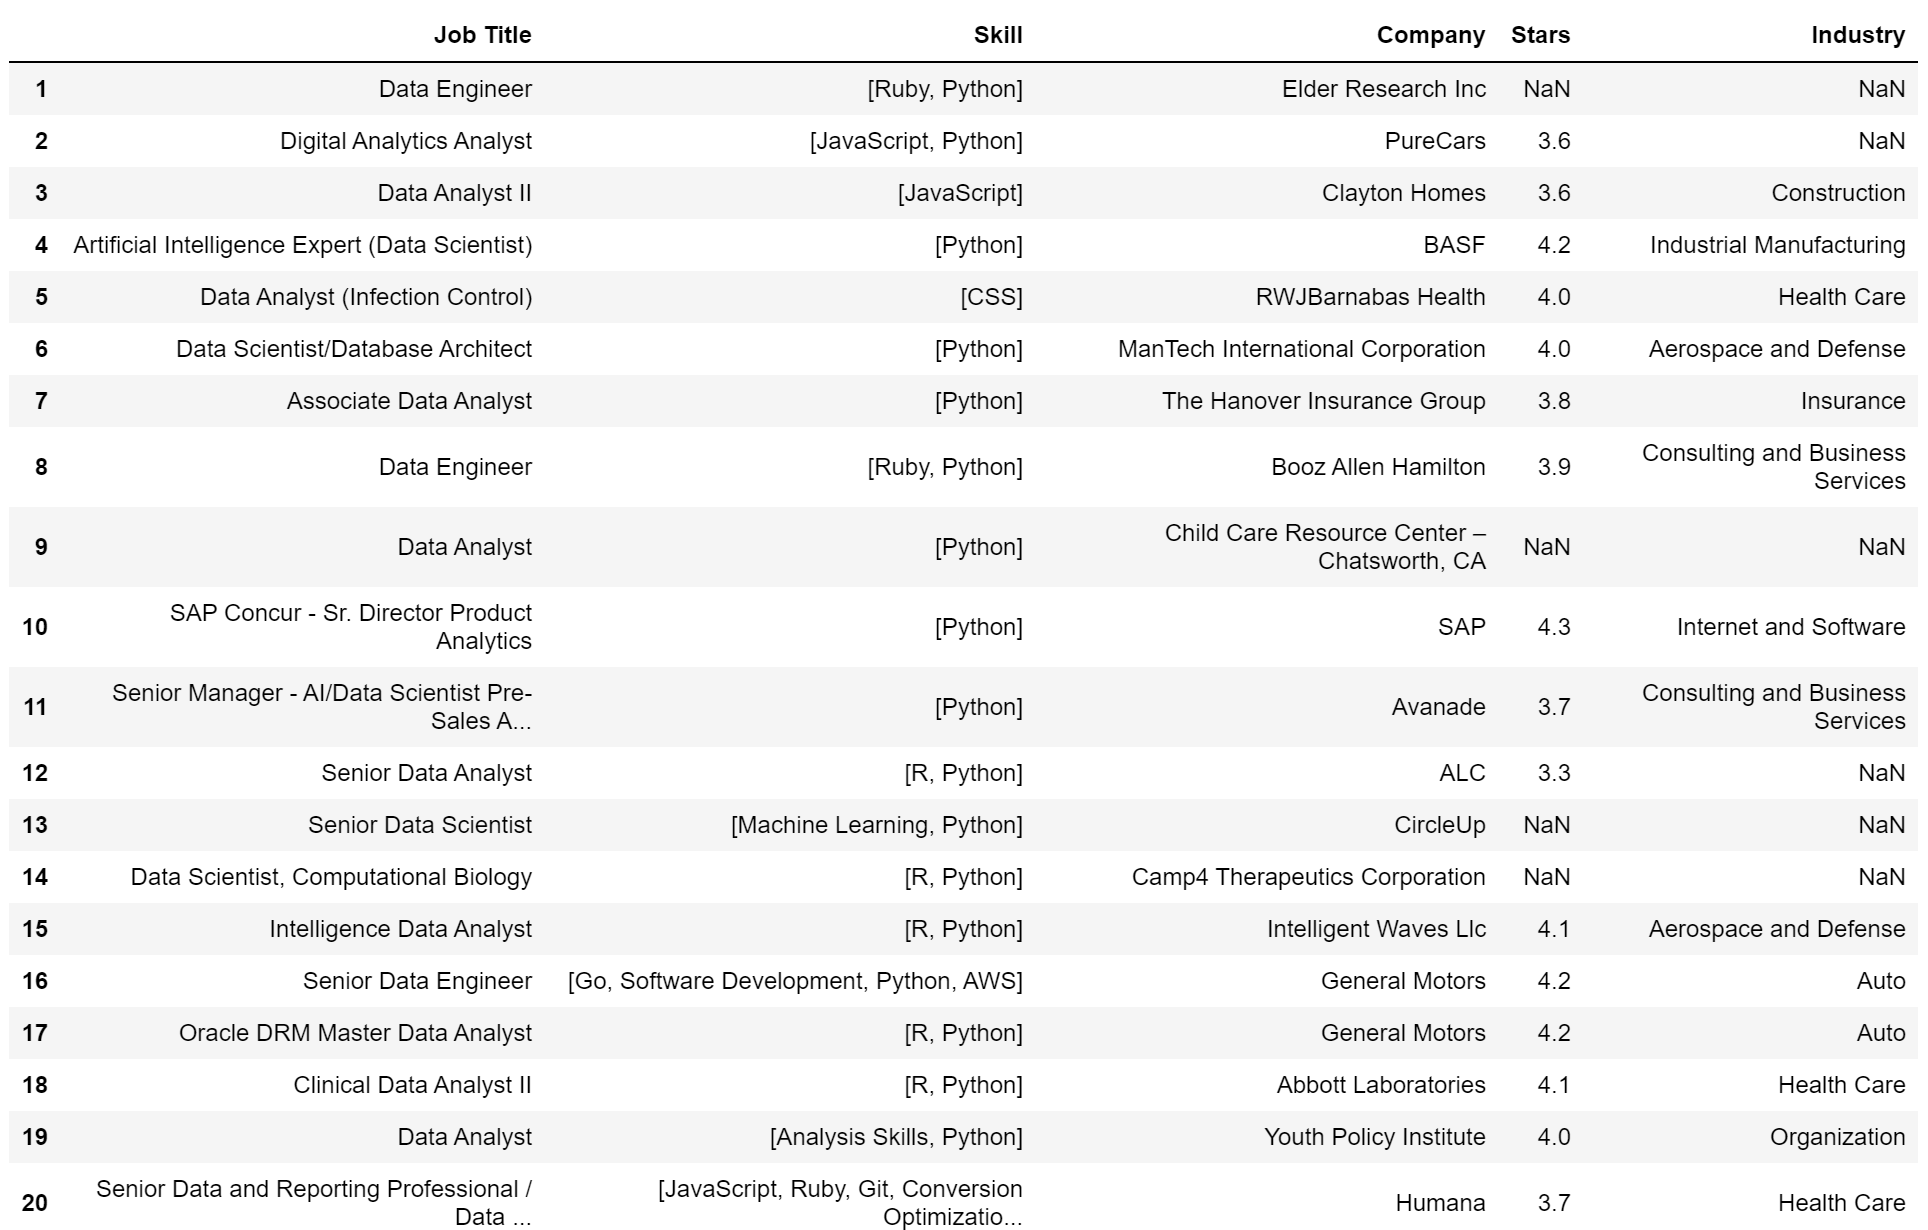 Job Title Skill Company Stars Industry
1 Data Engineer [Ruby, Python] Elder Research Inc NaN NaN
2 Digital Analytics Analyst [JavaScript, Python] PureCars 3.6 NaN
3 Data Analyst II [JavaScript] Clayton Homes 3.6 Construction
4 Artificial Intelligence Expert (Data Scientist) [Python] BASF 4.2 Industrial Manufacturing
5 Data Analyst (Infection Control) [CSS] RWJBarnabas Health 4.0 Health Care
6 Data Scientist/Database Architect [Python] ManTech International Corporation 4.0 Aerospace and Defense
7 Associate Data Analyst [Python] The Hanover Insurance Group 3.8 Insurance
8 Data Engineer [Ruby, Python] Booz Allen Hamilton 3.9 Consulting and Business
Services
9 Data Analyst [Python] Child Care Resource Center –
Chatsworth, CA NaN NaN
10 SAP Concur - Sr. Director Product
Analytics [Python] SAP 4.3 Internet and Software
11 Senior Manager - AI/Data Scientist Pre-
Sales A... [Python] Avanade 3.7 Consulting and Business
Services
12 Senior Data Analyst [R, Python] ALC 3.3 NaN
13 Senior Data Scientist [Machine Learning, Python] CircleUp NaN NaN
14 Data Scientist, Computational Biology [R, Python] Camp4 Therapeutics Corporation NaN NaN
15 Intelligence Data Analyst [R, Python] Intelligent Waves Llc 4.1 Aerospace and Defense
16 Senior Data Engineer [Go, Software Development, Python, AWS] General Motors 4.2 Auto
17 Oracle DRM Master Data Analyst [R, Python] General Motors 4.2 Auto
18 Clinical Data Analyst II [R, Python] Abbott Laboratories 4.1 Health Care
19 Data Analyst [Analysis Skills, Python] Youth Policy Institute 4.0 Organization
20 Senior Data and Reporting Professional /
Data ... [JavaScript, Ruby, Git, Conversion
Optimizatio... Humana 3.7 Health Care